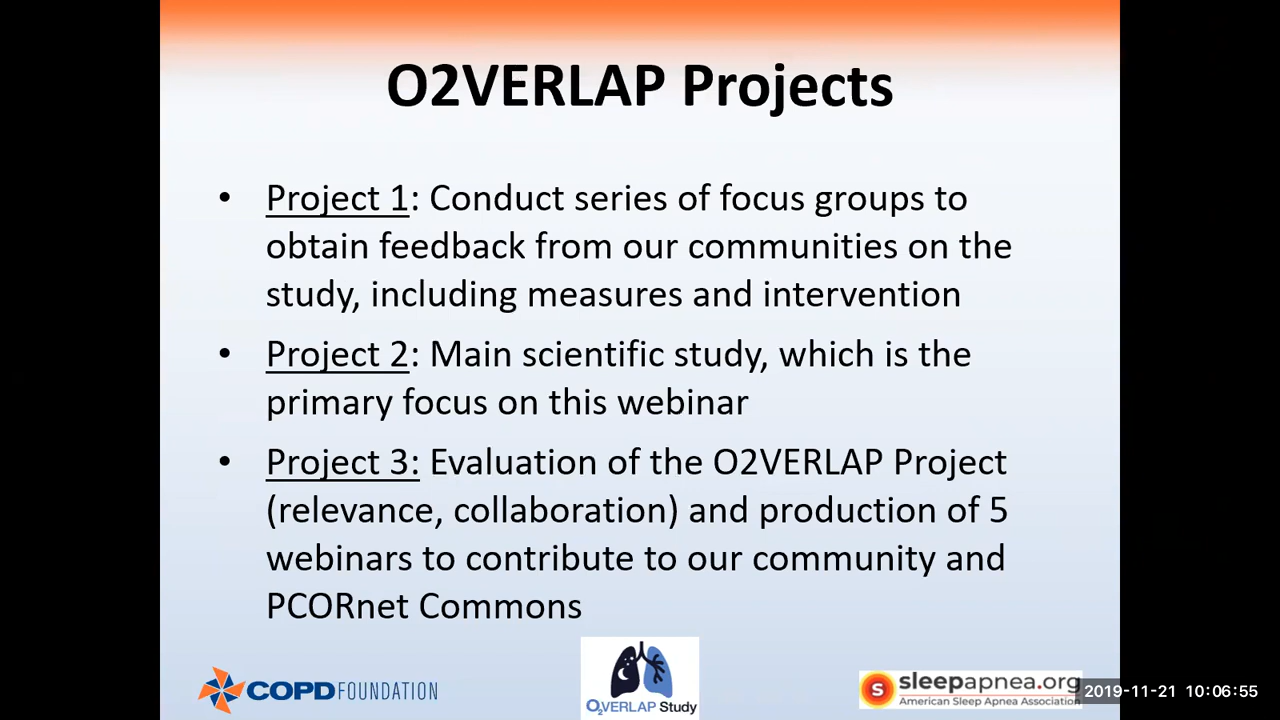 O2VERLAP Projects
• Project 1: Conduct series of focus groups to
obtain feedback from our communities on the
study, including measures and intervention
• Project 2: Main scientific study, which is the
primary focus on this webinar
• Project 3: Evaluation of the O2VERLAP Project
(relevance, collaboration) and production of 5
webinars to contribute to our community and
PCORnet Commons
COPD FOUNDATION
O2VERLAP Study
S sleepapnea.org
American Sleep Apnea Association
2019-11-21 10:06:55